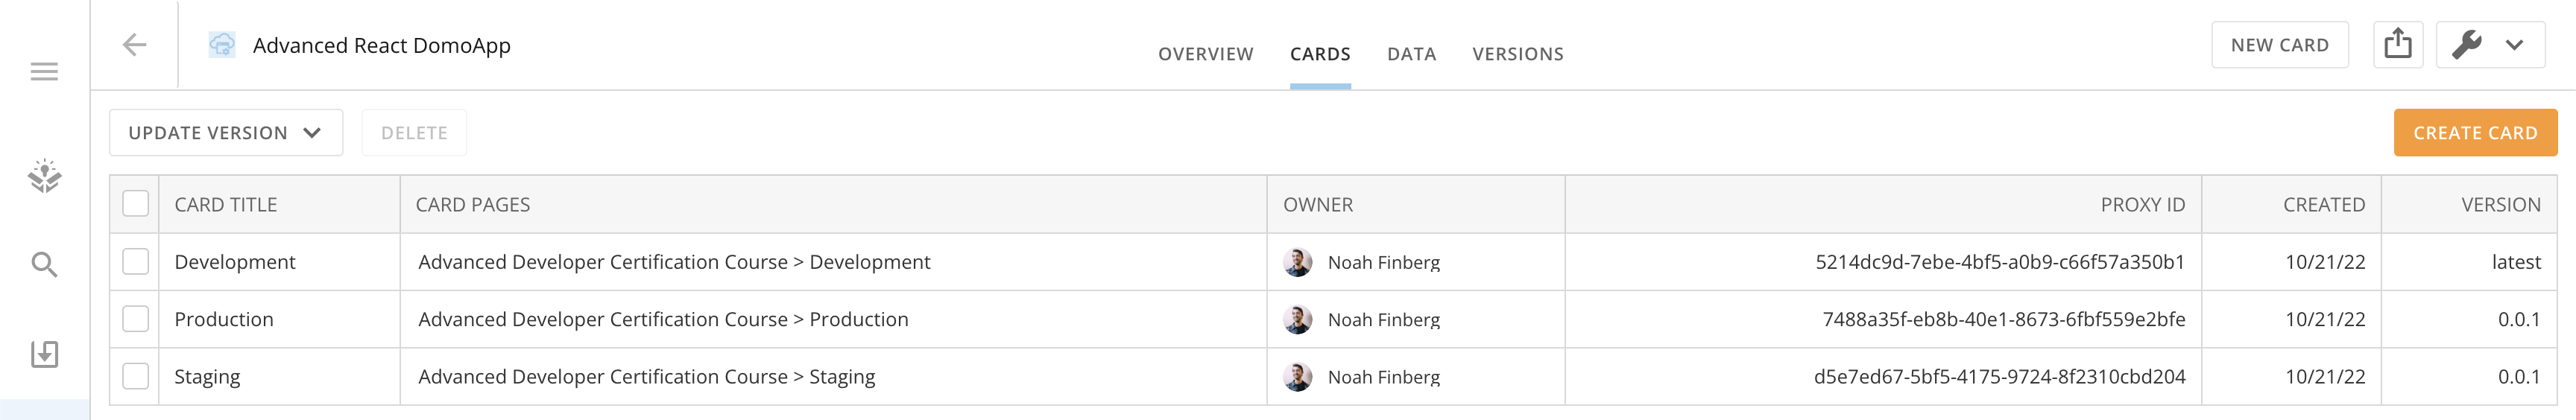 Advanced React DomoApp
OVERVIEW CARDS DATA VERSIONS
NEW CARD
UPDATE VERSION DELETE CREATE CARD
CARD TITLE CARD PAGES OWNER PROXY ID CREATED VERSION
Development Advanced Developer Certification Course > Development Noah Finberg 5214dc9d-7ebe-4bf5-a0b9-c66f57a350b1 10/21/22 latest
Production Advanced Developer Certification Course > Production Noah Finberg 7488a35f-eb8b-40e1-8673-6fbf559e2bfe 10/21/22 0.0.1
Staging Advanced Developer Certification Course > Staging Noah Finberg d5e7ed67-5bf5-4175-9724-8f2310cbd204 10/21/22 0.0.1